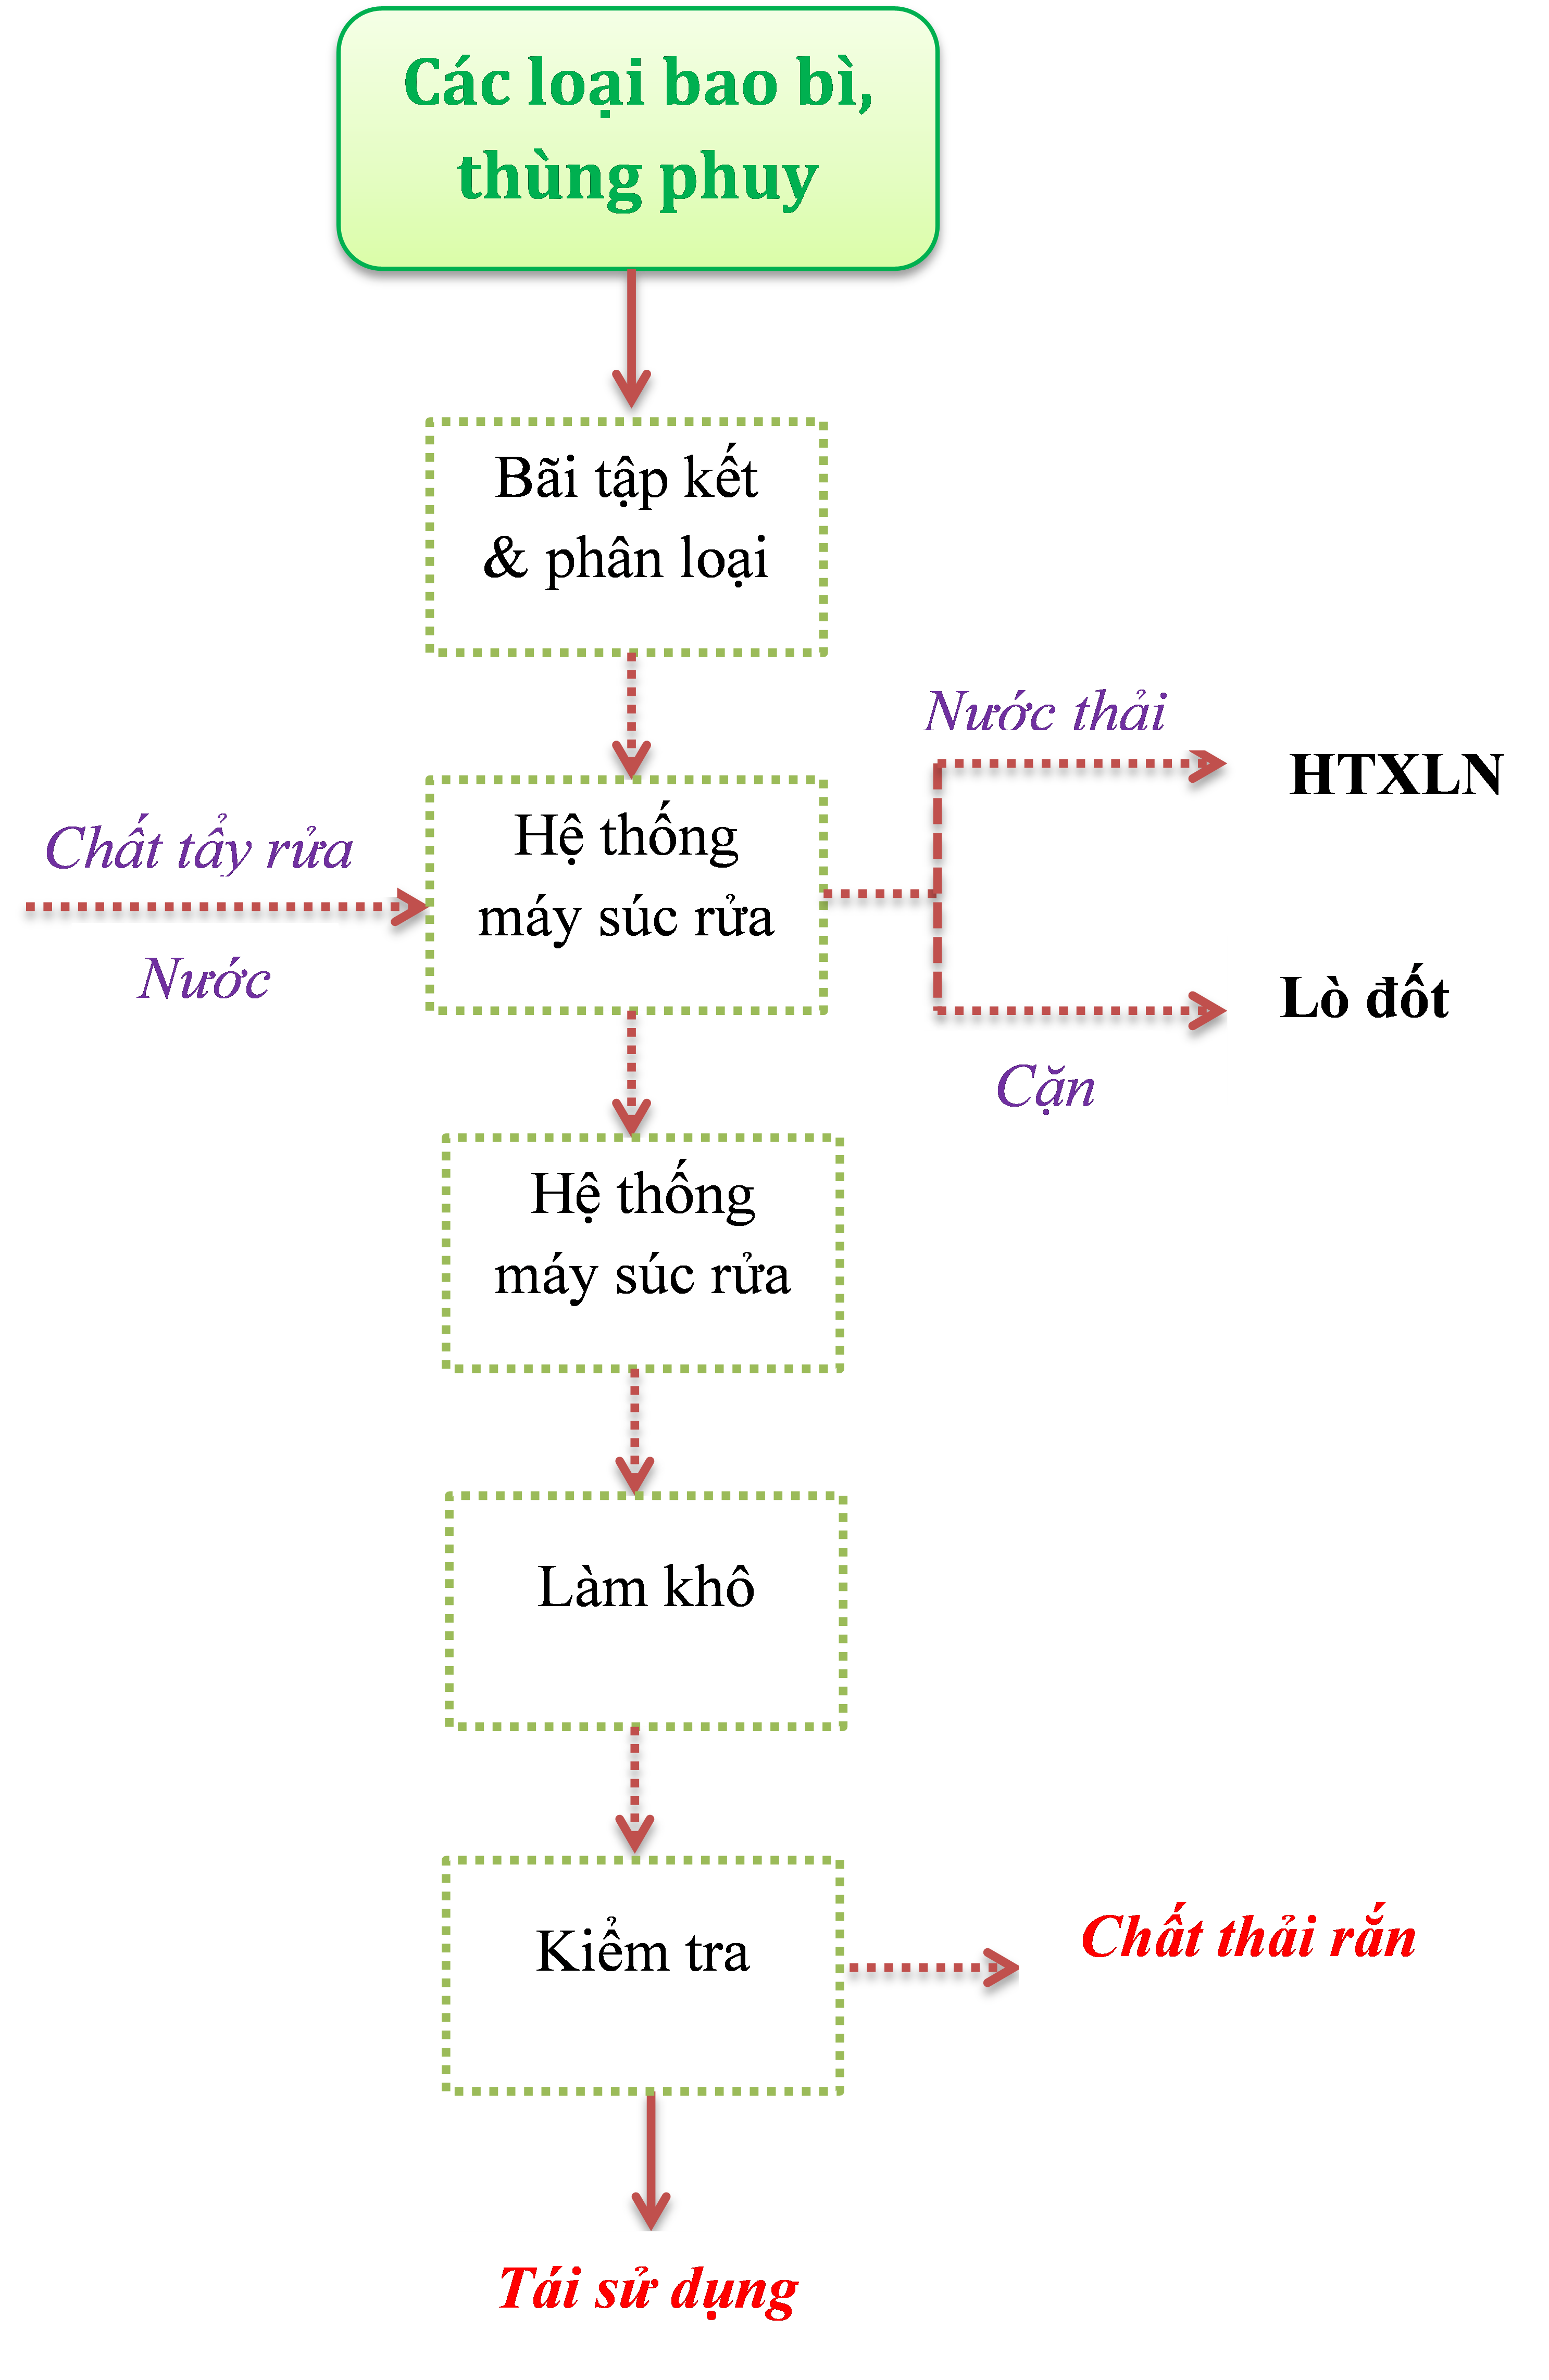 Các loại bao bì,
thùng phuy
Bãi tập kết
& phân loại
Nước thải
HTXLN
Chất tẩy rửa
Hệ thống
máy súc rửa
Nước
Lò đốt
Cặn
Hệ thống
máy súc rửa
Làm khô
Kiểm tra
Chất thải rắn
Tái sử dụng